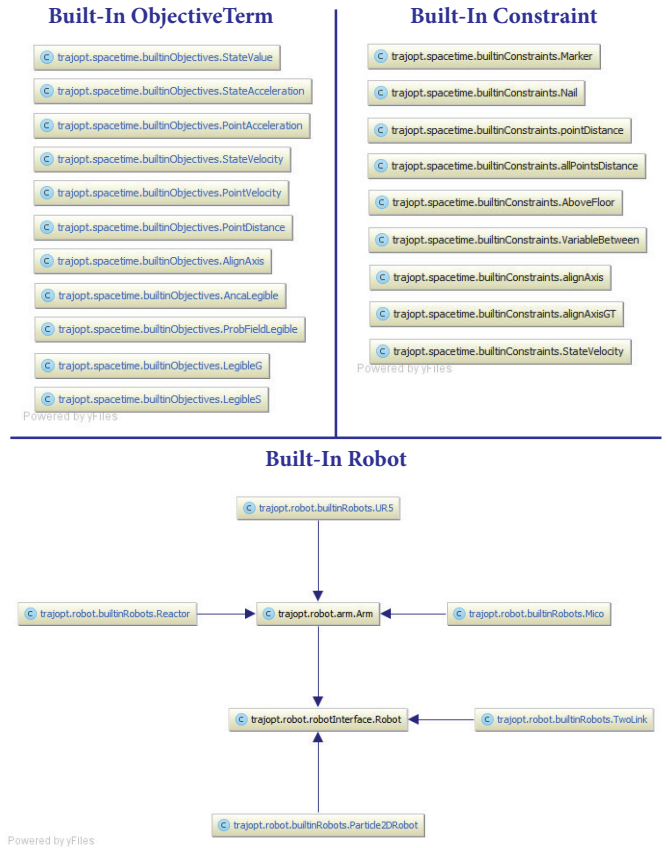 Built-In ObjectiveTerm
C trajopt.spacetime.builtinObjectives.StateValue
C trajopt.spacetime.builtinObjectives.StateAcceleration
C trajopt.spacetime.builtinObjectives.PointAcceleration
C trajopt.spacetime.builtinObjectives.StateVelocity
C trajopt.spacetime.builtinObjectives.PointVelocity
C trajopt.spacetime.builtinObjectives.PointDistance
C trajopt.spacetime.builtinObjectives.AlignAxis
C trajopt.spacetime.builtinObjectives.AncaLegible
C trajopt.spacetime.builtinObjectives.ProbFieldLegible
C trajopt.spacetime.builtinObjectives.LegibleG
C trajopt.spacetime.builtinObjectives.LegibleS
Powered by yFiles
Built-In Constraint
C trajopt.spacetime.builtinConstraints.Marker
C trajopt.spacetime.builtinConstraints.Nail
C trajopt.spacetime.builtinConstraints.pointDistance
C trajopt.spacetime.builtinConstraints.allPointsDistance
C trajopt.spacetime.builtinConstraints.AboveFloor
C trajopt.spacetime.builtinConstraints.VariableBetween
C trajopt.spacetime.builtinConstraints.alignAxis
C trajopt.spacetime.builtinConstraints.alignAxisGT
C trajopt.spacetime.builtinConstraints.StateVelocity
Powered by yFiles
Built-In Robot
C trajopt.robot.builtinRobots.UR5
C trajopt.robot.builtinRobots.Reactor
C trajopt.robot.arm.Arm
C trajopt.robot.builtinRobots.Mico
C trajopt.robot.robotInterface.Robot
C trajopt.robot.builtinRobots.TwoLink
C trajopt.robot.builtinRobots.Particle2DRobot
Powered by yFiles